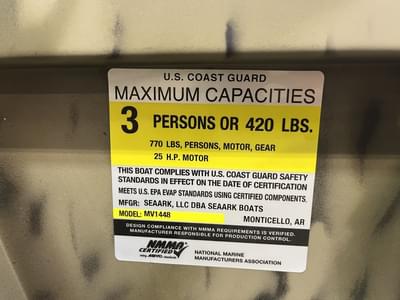 U.S. COAST GUARD
MAXIMUM CAPACITIES
3 PERSONS OR 420 LBS.
770 LBS, PERSONS, MOTOR, GEAR
25 H.P. MOTOR
THIS BOAT COMPLIES WITH U.S. COAST GUARD SAFETY
STANDARDS IN EFFECT ON THE DATE OF CERTIFICATION
MEETS U.S. EPA EVAP STANDARDS USING CERTIFIED COMPONENTS.
MFGR: SEAARK, LLC DBA SEAARK BOATS
MODEL: MV1448 MONTICELLO, AR
DESIGN COMPLIANCE WITH NMMA REQUIREMENTS IS VERIFIED.
MANUFACTURER RESPONSIBLE FOR PRODUCTION CONTROL.
NMMA
CERTIFIED
NATIONAL MARINE
MANUFACTURERS ASSOCIATION